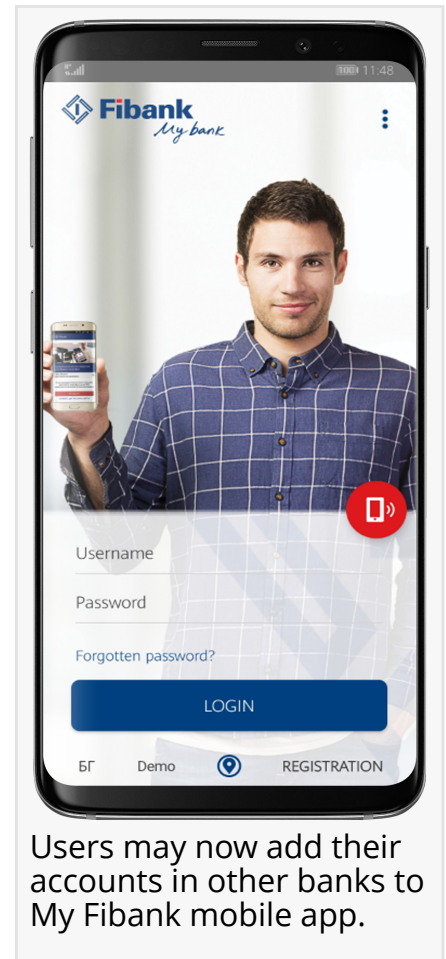 100 11:48
Fibank
My bank
Username
Password
Forgotten password?
LOGIN
БГ Demo REGISTRATION
Users may now add their
accounts in other banks to
My Fibank mobile app.